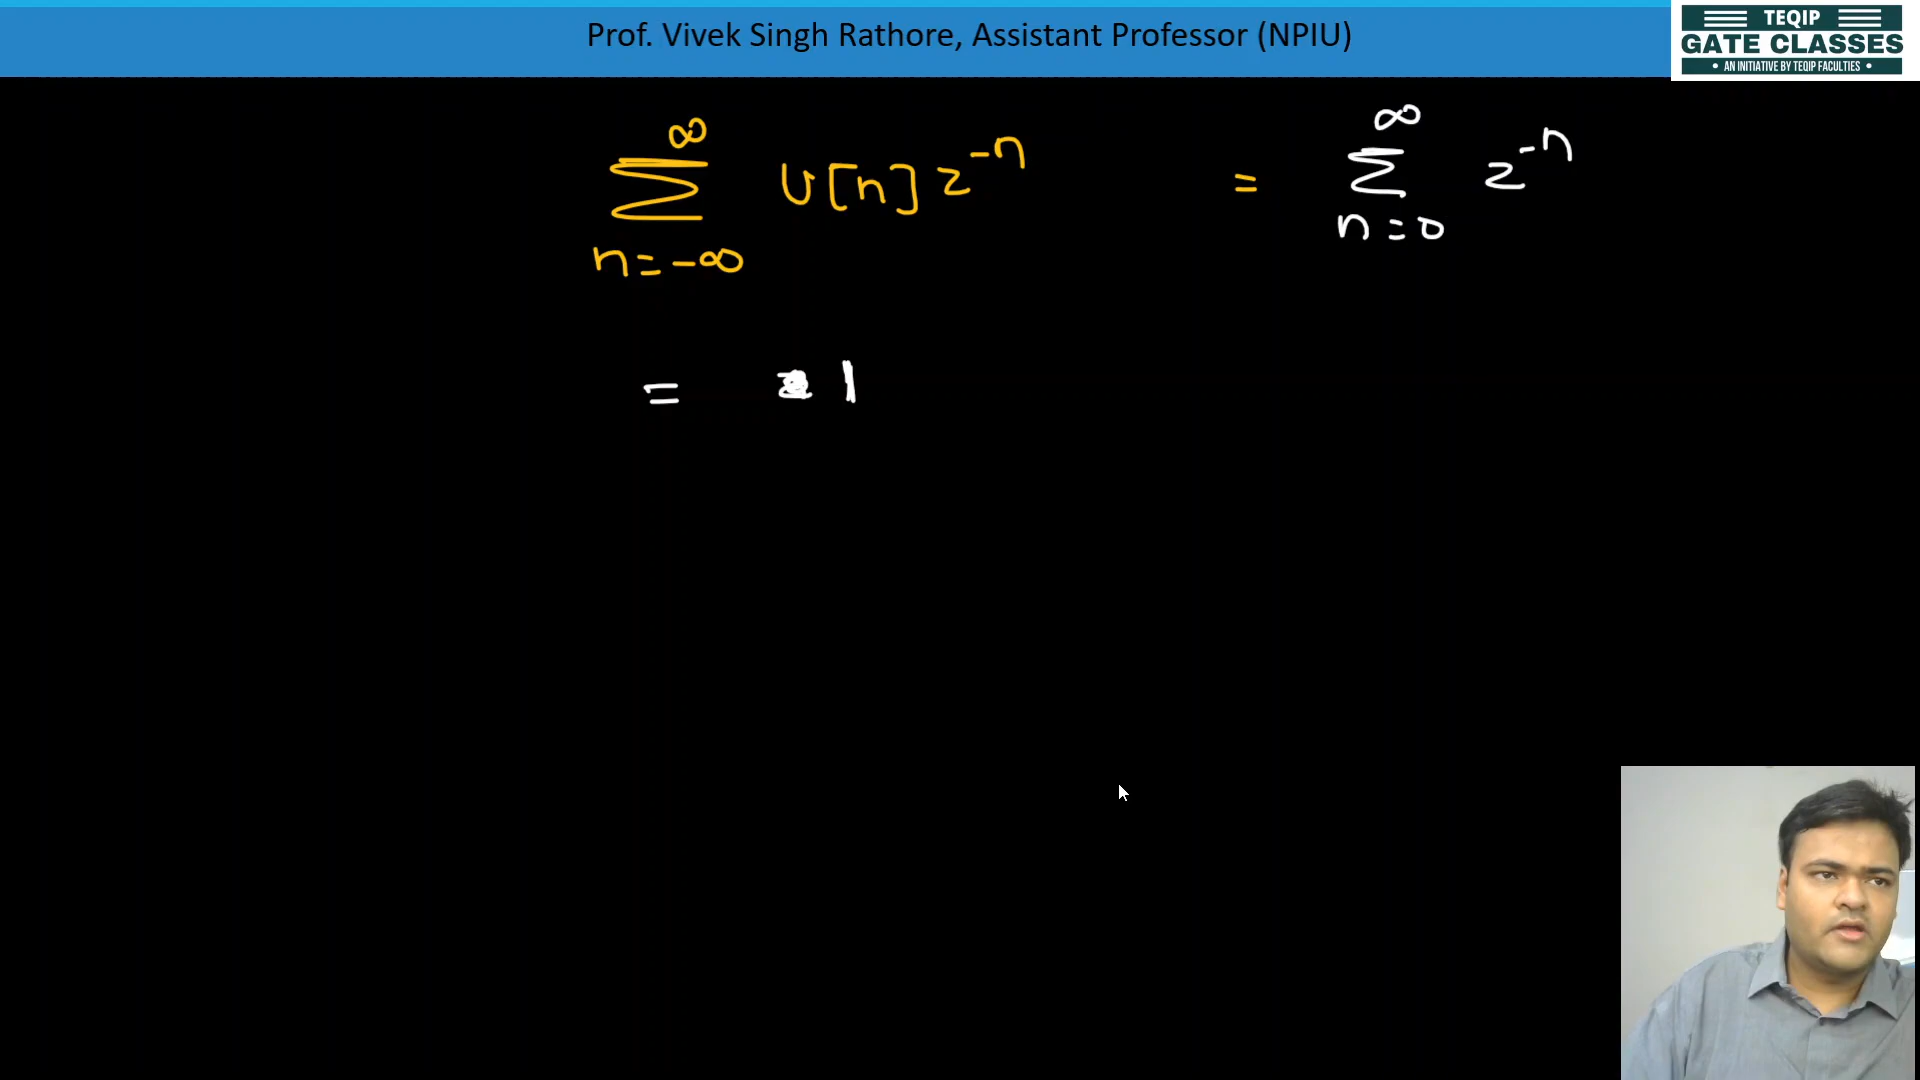 Prof. Vivek Singh Rathore, Assistant Professor (NPIU)
TEQIP
GATE CLASSES
• AN INITIATIVE BY TEQIP FACULTIES •
∞ ∞
∑ U[n] z^-n = ∑ z^-n
n=-∞ n=0
= 1